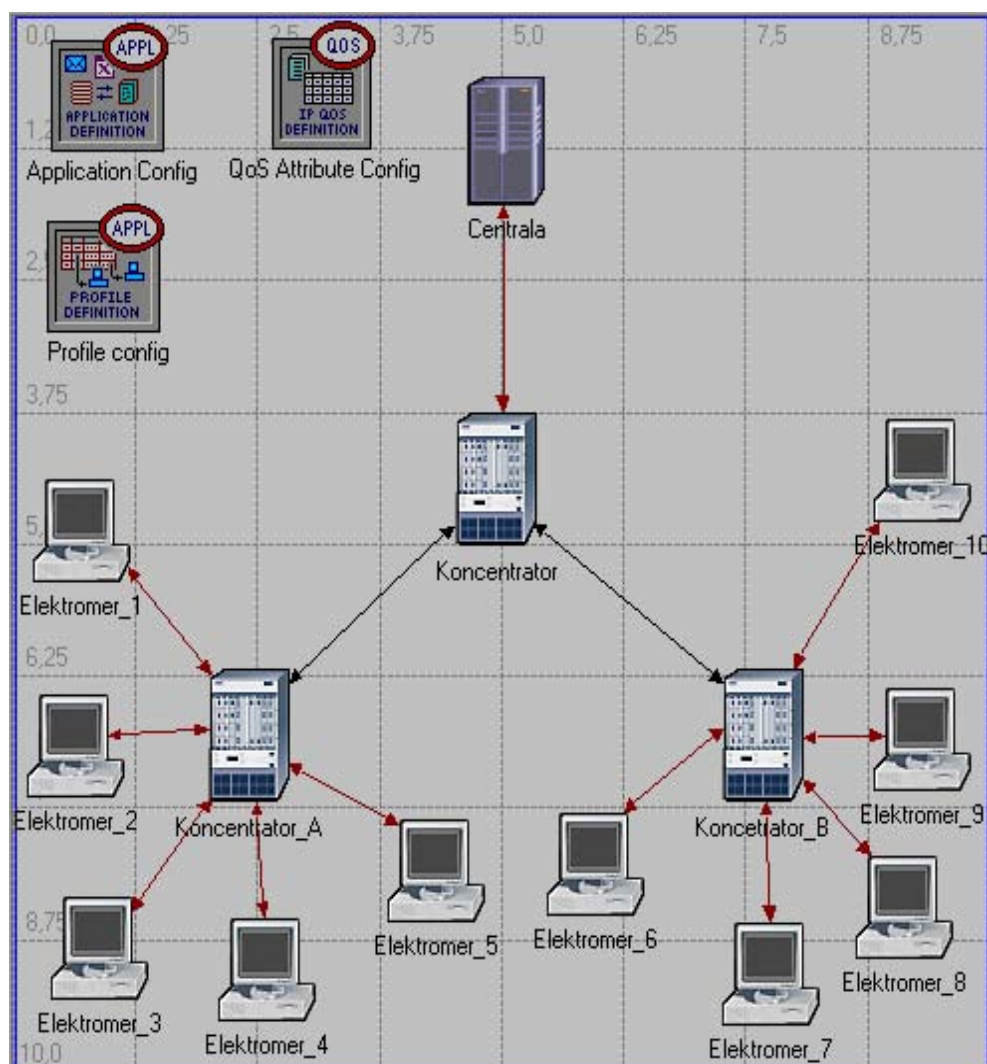 0,0
,25
2,5
3,75
5,0
6,25
7,5
8,75
APPL
APPLICATION
DEFINITION
Application Config
QOS
IP QOS
DEFINITION
QoS Attribute Config
1,2
Centrala
APPL
PROFILE
DEFINITION
Profile config
2,5
3,75
Koncentrator
5,
Elektromer_1
Elektromer_10
6,25
Elektromer_2
Koncentrator_A
Koncetrator_B
Elektromer_9
8,75
Elektromer_3
Elektromer_4
Elektromer_5
Elektromer_6
Elektromer_7
Elektromer_8
10,0